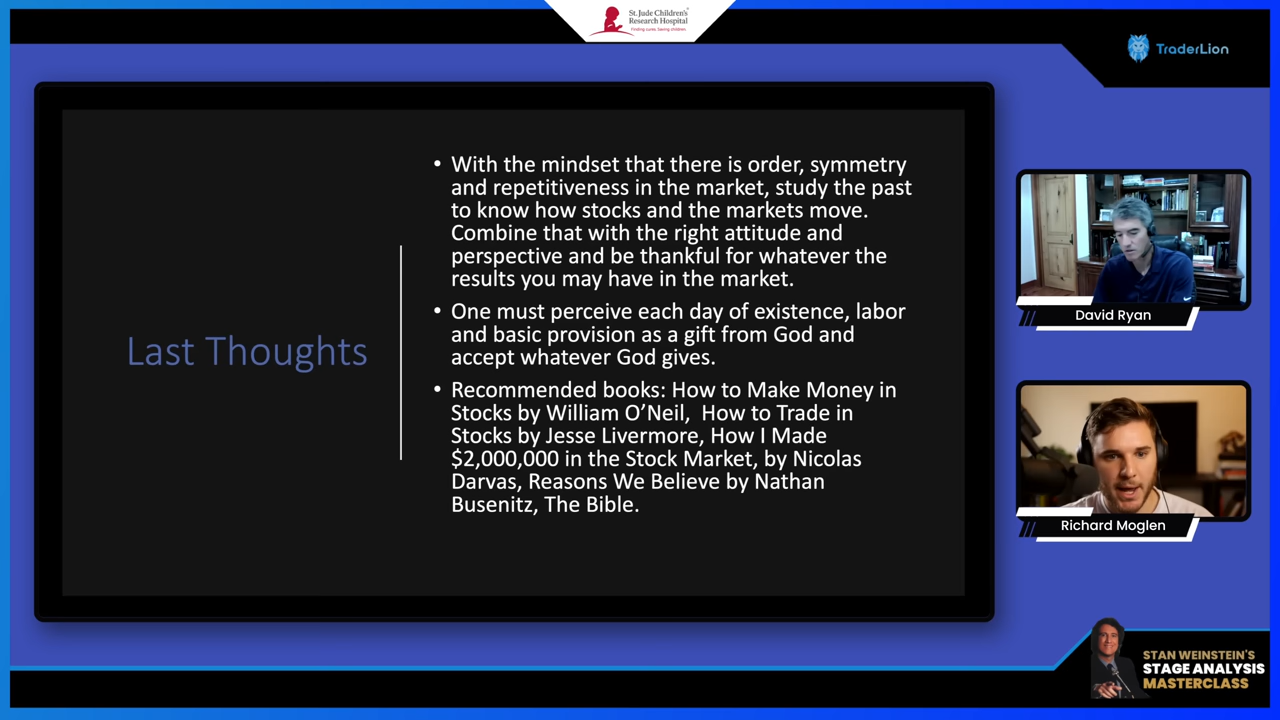 St. Jude Children's
Research Hospital
Finding cures. Saving children.
TraderLion
Last Thoughts
• With the mindset that there is order, symmetry
and repetitiveness in the market, study the past
to know how stocks and the markets move.
Combine that with the right attitude and
perspective and be thankful for whatever the
results you may have in the market.
• One must perceive each day of existence, labor
and basic provision as a gift from God and
accept whatever God gives.
• Recommended books: How to Make Money in
Stocks by William O’Neil, How to Trade in
Stocks by Jesse Livermore, How I Made
$2,000,000 in the Stock Market, by Nicolas
Darvas, Reasons We Believe by Nathan
Busenitz, The Bible.
David Ryan
Richard Moglen
STAN WEINSTEIN'S
STAGE ANALYSIS
MASTERCLASS